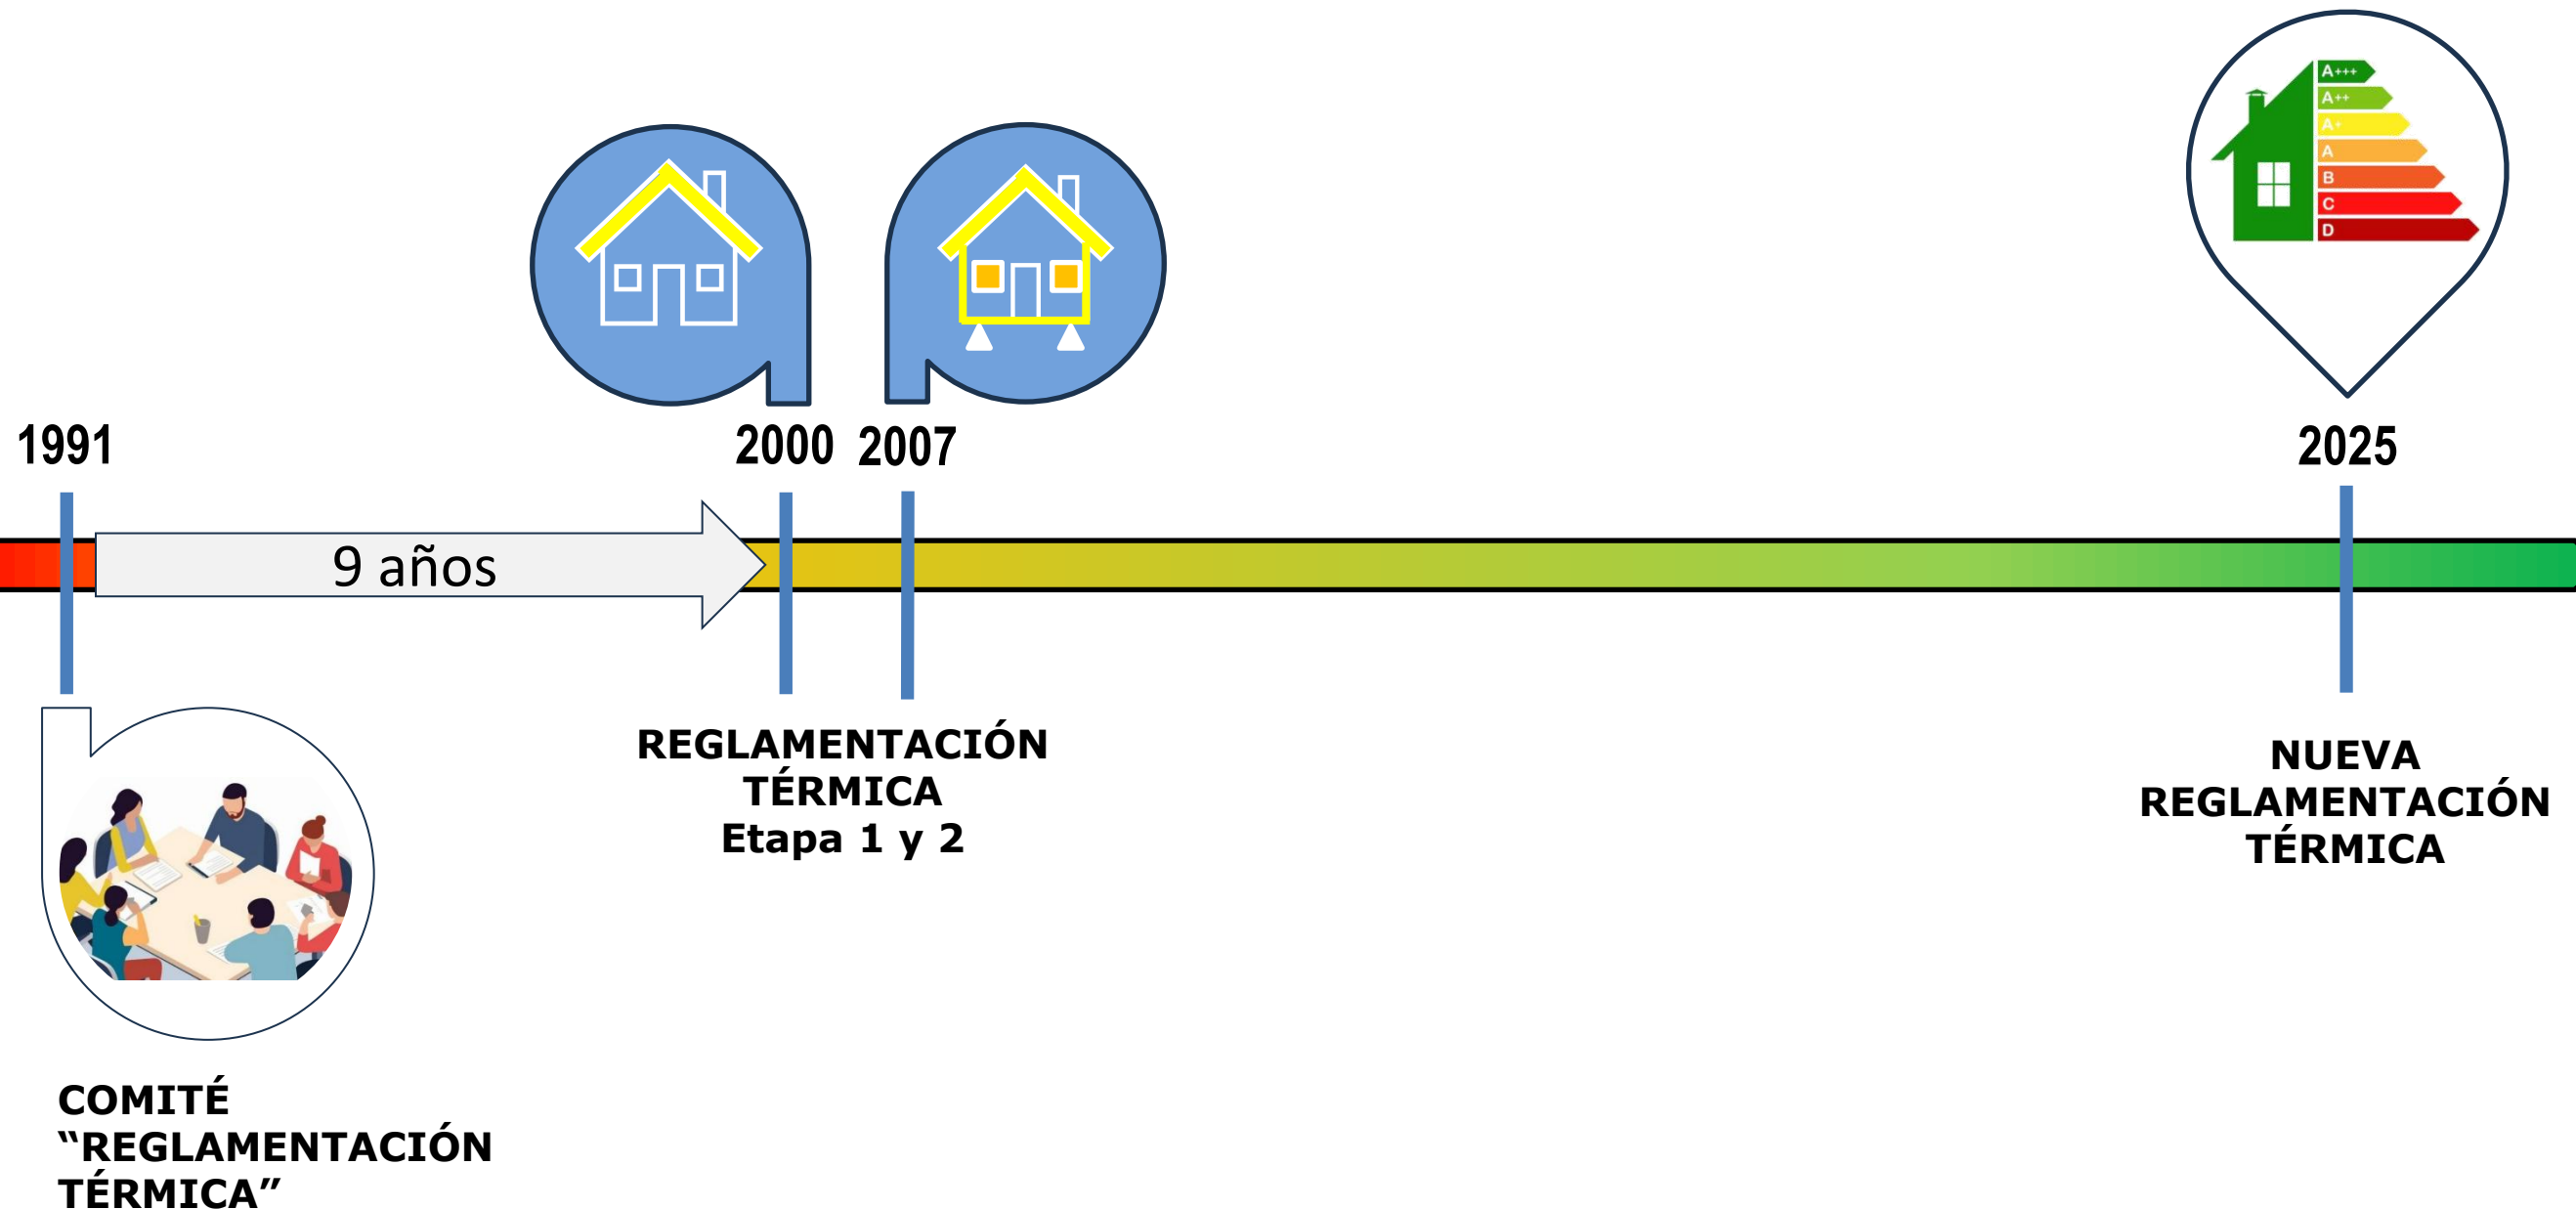 A+++
A++
A+
A
B
C
D
1991
2000
2007
2025
9 años
REGLAMENTACIÓN
TÉRMICA
Etapa 1 y 2
NUEVA
REGLAMENTACIÓN
TÉRMICA
COMITÉ
“REGLAMENTACIÓN
TÉRMICA”